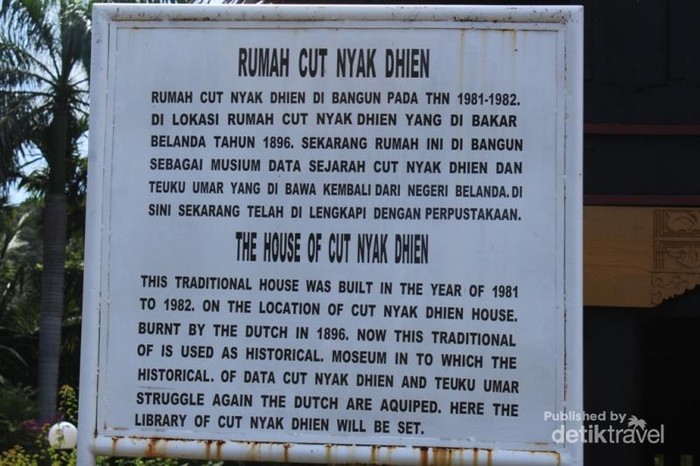 RUMAH CUT NYAK DHIEN
RUMAH CUT NYAK DHIEN DI BANGUN PADA THN 1981-1982.
DI LOKASI RUMAH CUT NYAK DHIEN YANG DI BAKAR
BELANDA TAHUN 1896. SEKARANG RUMAH INI DI BANGUN
SEBAGAI MUSIUM DATA SEJARAH CUT NYAK DHIEN DAN
TEUKU UMAR YANG DI BAWA KEMBALI DARI NEGERI BELANDA. DI
SINI SEKARANG TELAH DI LENGKAPI DENGAN PERPUSTAKAAN.
THE HOUSE OF CUT NYAK DHIEN
THIS TRADITIONAL HOUSE WAS BUILT IN THE YEAR OF 1981
TO 1982. ON THE LOCATION OF CUT NYAK DHIEN HOUSE.
BURNT BY THE DUTCH IN 1896. NOW THIS TRADITIONAL
OF IS USED AS HISTORICAL. MOSEUM IN TO WHICH THE
HISTORICAL. OF DATA CUT NYAK DHIEN AND TEUKU UMAR
STRUGGLE AGAIN THE DUTCH ARE AQUIPED. HERE THE
LIBRARY OF CUT NYAK DHIEN WILL BE SET.
Published by
detiktravel